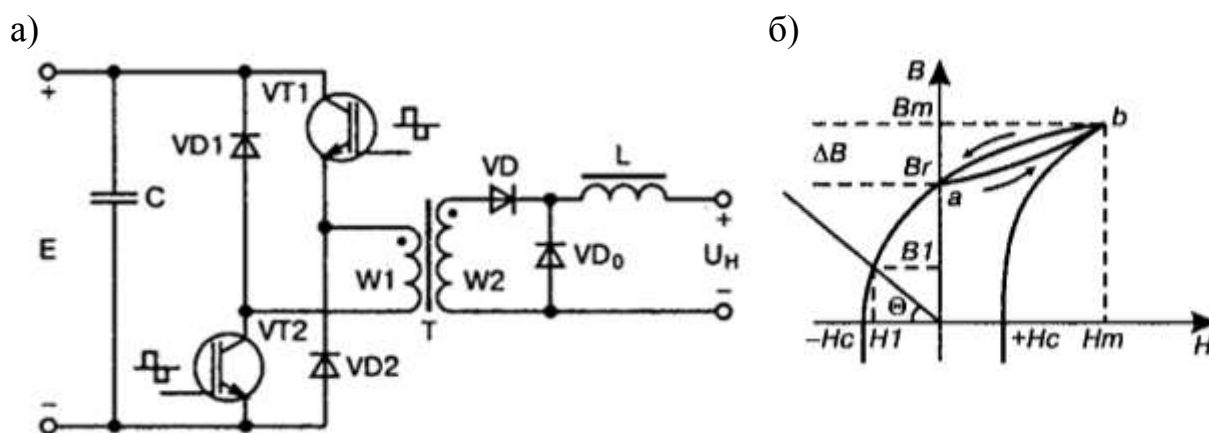 а)
б)
+
VT1
VD1
C
E
VD
L
+
W1
W2
VD₀
Uн
T
−
VT2
VD2
−
B
Bm
b
ΔB
Br
a
B1
Θ
−Hc
H1
+Hc
Hm
H